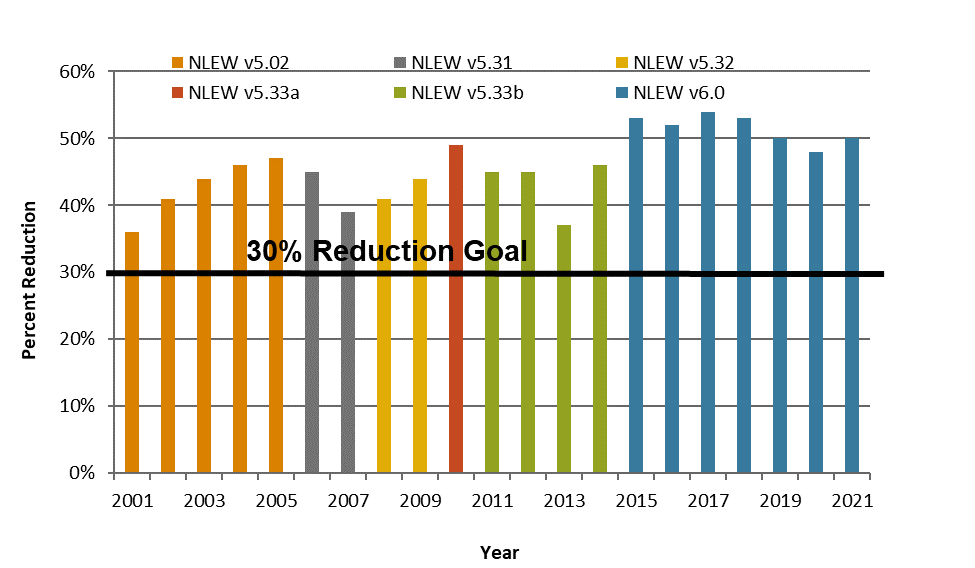 NLEW v5.02 NLEW v5.31 NLEW v5.32
60%
NLEW v5.33a NLEW v5.33b NLEW v6.0
50%
40%
30% Reduction Goal
30%
20%
10%
0%
Percent Reduction
2001 2003 2005 2007 2009 2011 2013 2015 2017 2019 2021
Year